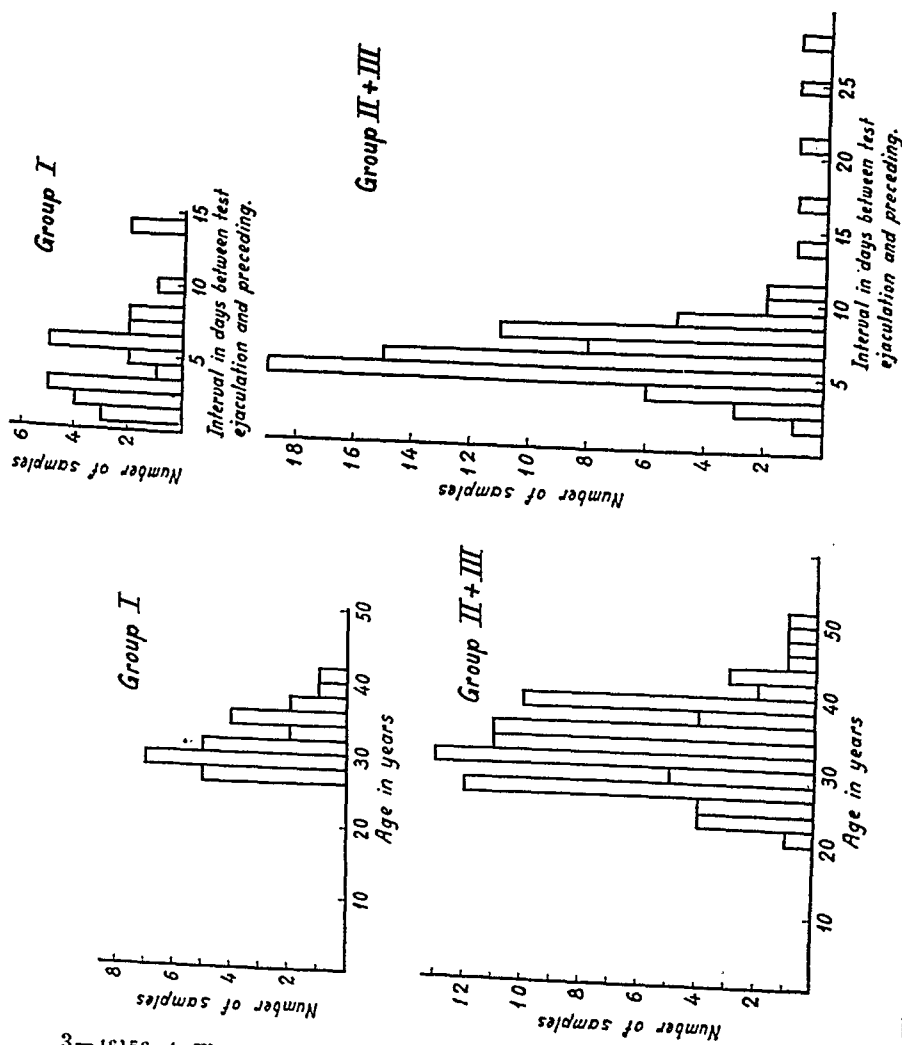 Group I
Number of samples
6
4
2
5
10
15
Interval in days between test
ejaculation and preceding.
Group II+III
Number of samples
18
16
14
12
10
8
6
4
2
5
10
15
20
25
Interval in days between test
ejaculation and preceding.
Group I
Number of samples
8
6
4
2
10
20
30
40
50
Age in years
Group II+III
Number of samples
12
10
8
6
4
2
10
20
30
40
50
Age in years